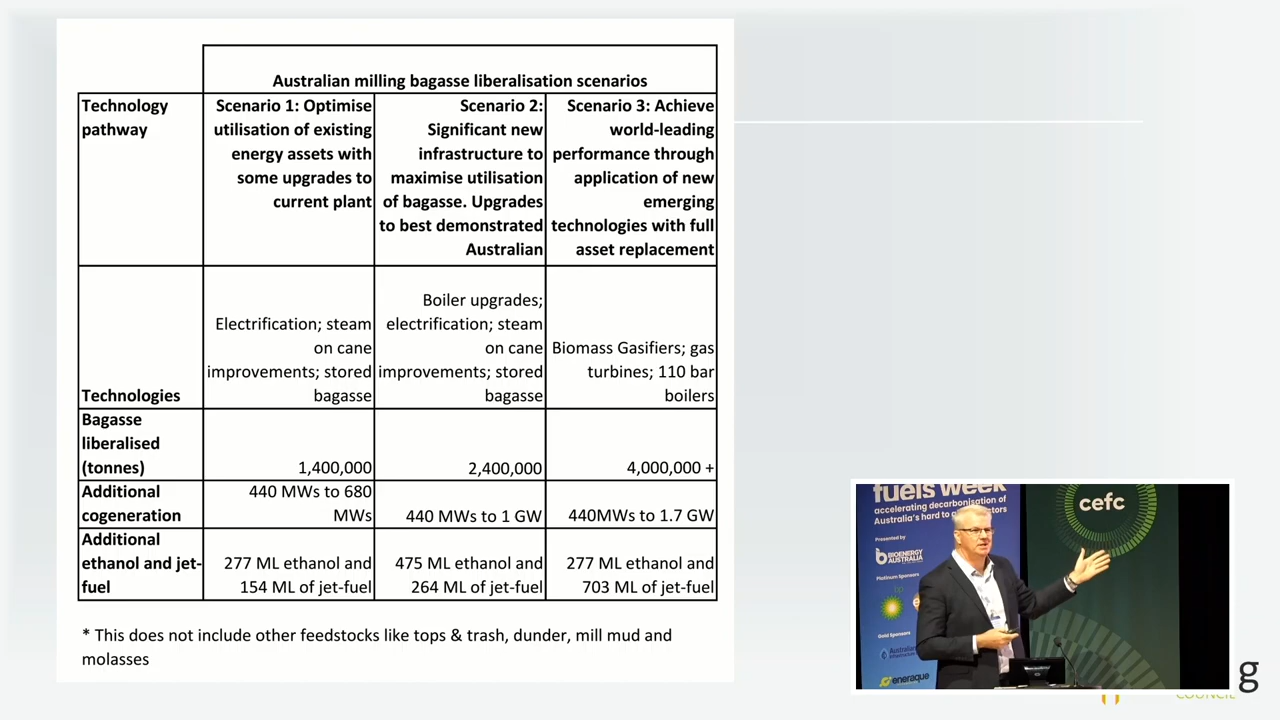 Australian milling bagasse liberalisation scenarios
Technology
pathway
Scenario 1: Optimise
utilisation of existing
energy assets with
some upgrades to
current plant
Scenario 2:
Significant new
infrastructure to
maximise utilisation
of bagasse. Upgrades
to best demonstrated
Australian
Scenario 3: Achieve
world-leading
performance through
application of new
emerging
technologies with full
asset replacement
Technologies
Electrification; steam
on cane
improvements; stored
bagasse
Boiler upgrades;
electrification; steam
on cane
improvements; stored
bagasse
Biomass Gasifiers; gas
turbines; 110 bar
boilers
Bagasse
liberalised
(tonnes)
1,400,000
2,400,000
4,000,000 +
Additional
cogeneration
440 MWs to 680
MWs
440 MWs to 1 GW
440MWs to 1.7 GW
Additional
ethanol and jet-
fuel
277 ML ethanol and
154 ML of jet-fuel
475 ML ethanol and
264 ML of jet-fuel
277 ML ethanol and
703 ML of jet-fuel
* This does not include other feedstocks like tops & trash, dunder, mill mud and
molasses
fuels week
accelerating decarbonisation of
Australia's hard to
Presented by
BIOENERGY
AUSTRALIA
Platinum Sponsors
bp
Gold Sponsors
Australian
eneraque
cefc
g
COUNCIL